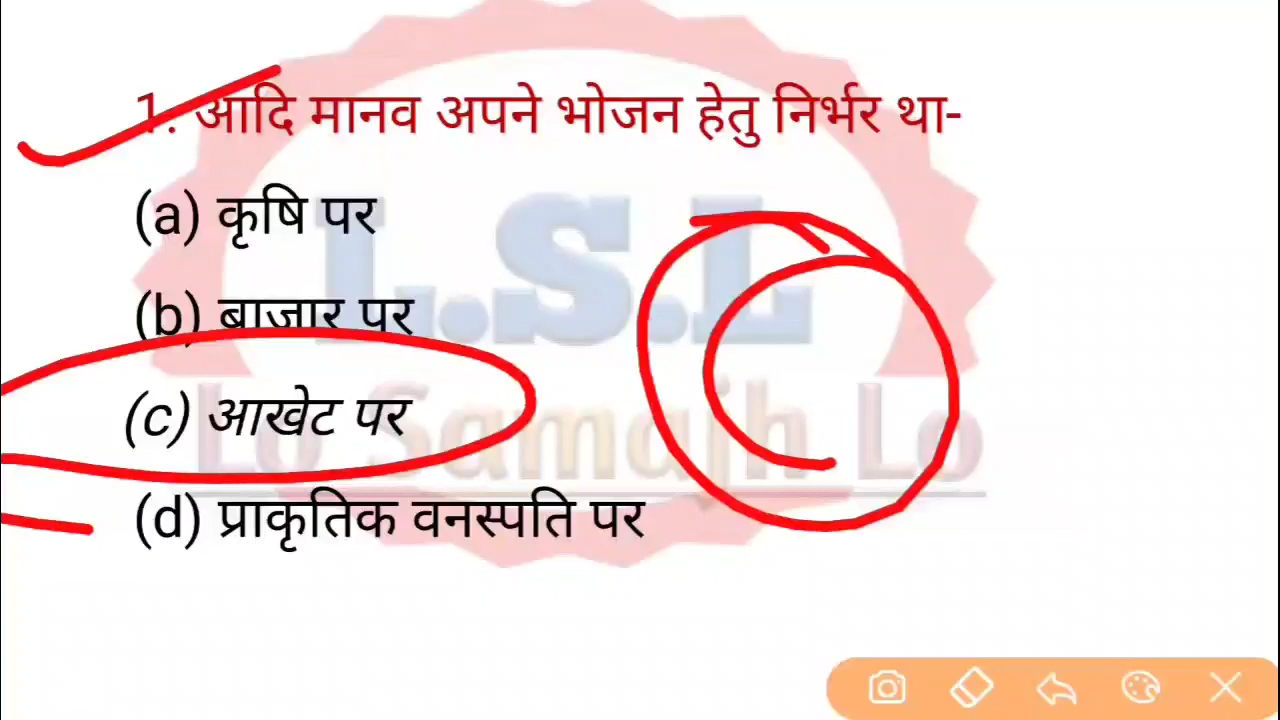 1. आदि मानव अपने भोजन हेतु निर्भर था-
(a) कृषि पर
(b) बाजार पर
(c) आखेट पर
(d) प्राकृतिक वनस्पति पर
L.S.L
Lo Samajh Lo